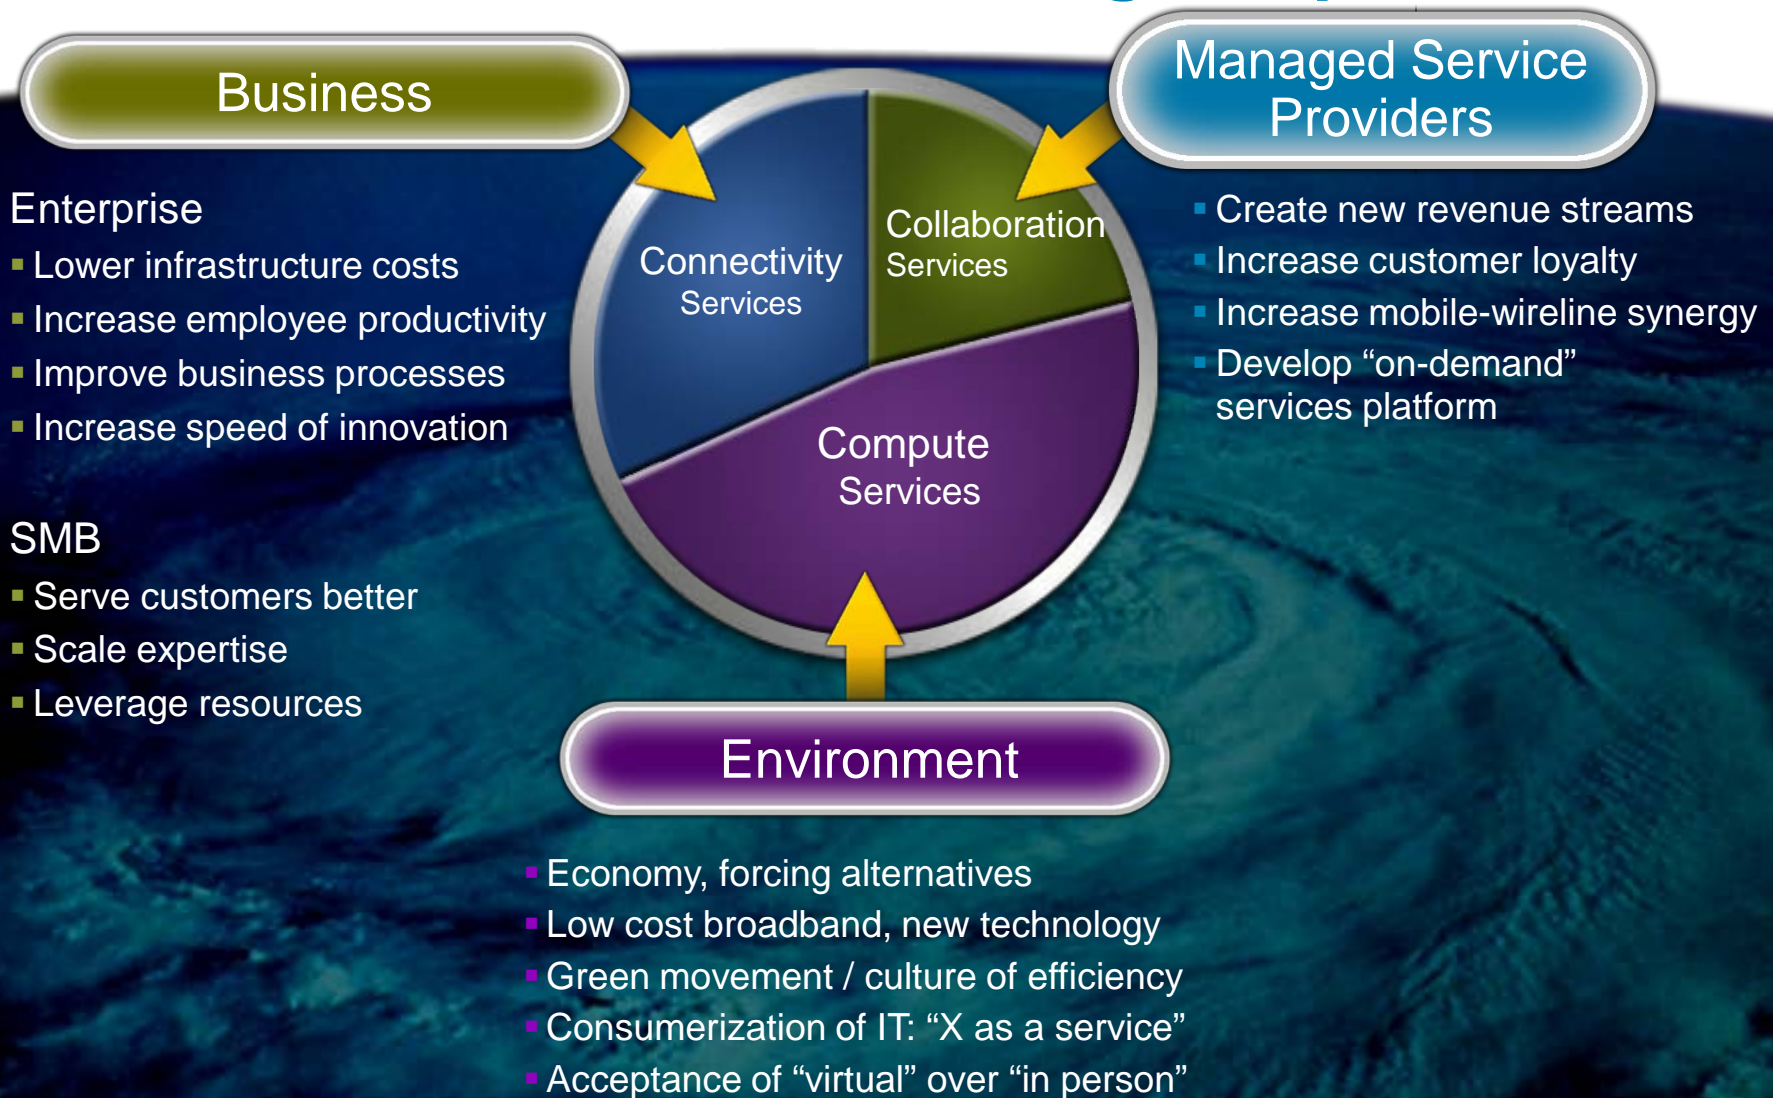 Business
Managed Service
Providers
Enterprise
Lower infrastructure costs
Increase employee productivity
Improve business processes
Increase speed of innovation
SMB
Serve customers better
Scale expertise
Leverage resources
Connectivity
Services
Collaboration
Services
Compute
Services
Create new revenue streams
Increase customer loyalty
Increase mobile-wireline synergy
Develop “on-demand”
services platform
Environment
Economy, forcing alternatives
Low cost broadband, new technology
Green movement / culture of efficiency
Consumerization of IT: “X as a service”
Acceptance of “virtual” over “in person”